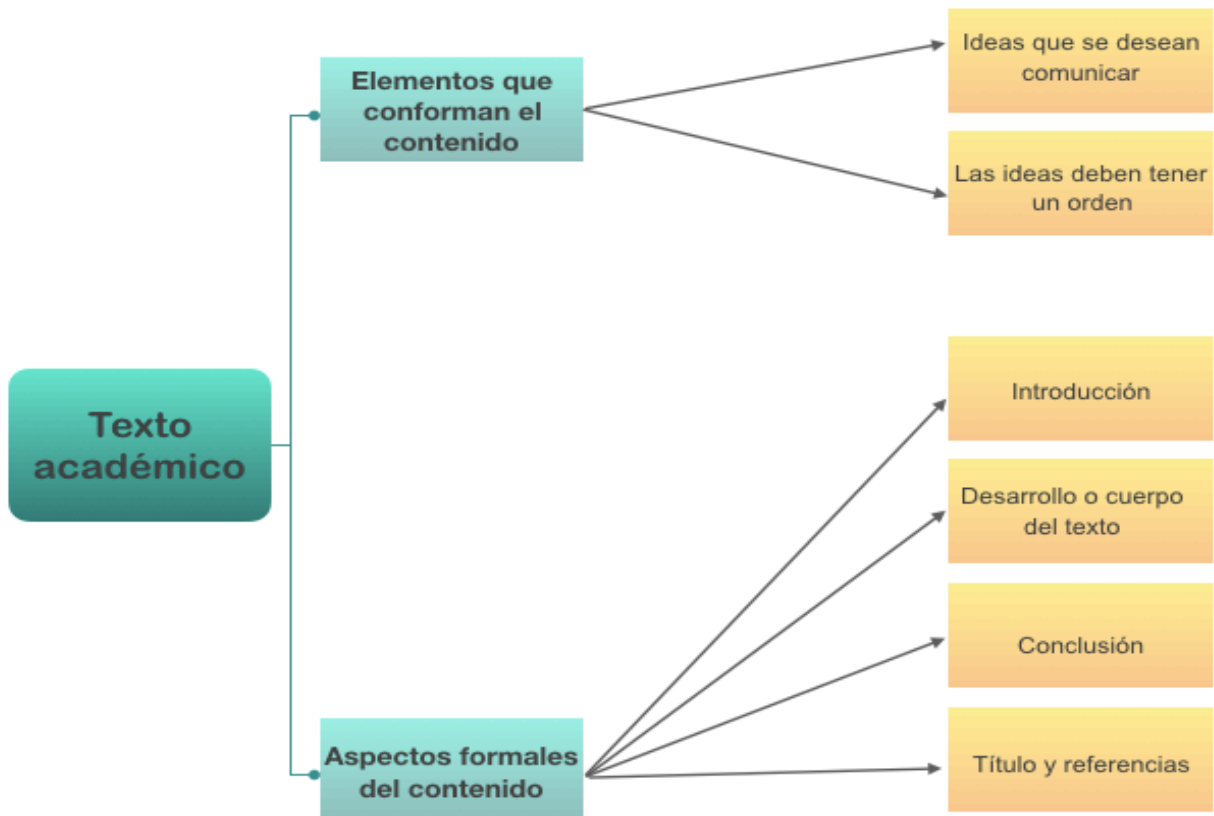 Texto
académico
Elementos que
conforman el
contenido
Ideas que se desean
comunicar
Las ideas deben tener
un orden
Aspectos formales
del contenido
Introducción
Desarrollo o cuerpo
del texto
Conclusión
Título y referencias